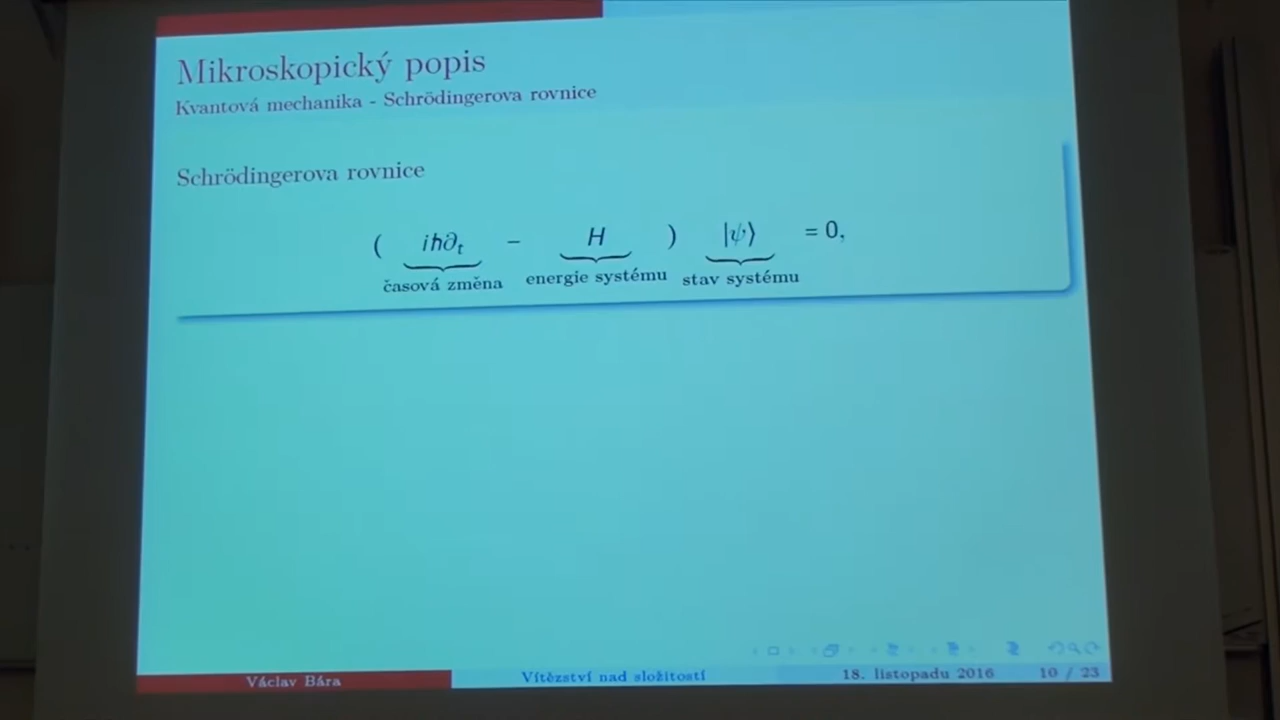 Mikroskopický popis
Kvantová mechanika - Schrödingerova rovnice
Schrödingerova rovnice
( iħ∂ₜ − H ) |ψ⟩ = 0,
časová změna energie systému stav systému
Václav Bára Vítězství nad složitostí 18. listopadu 2016 10 / 23